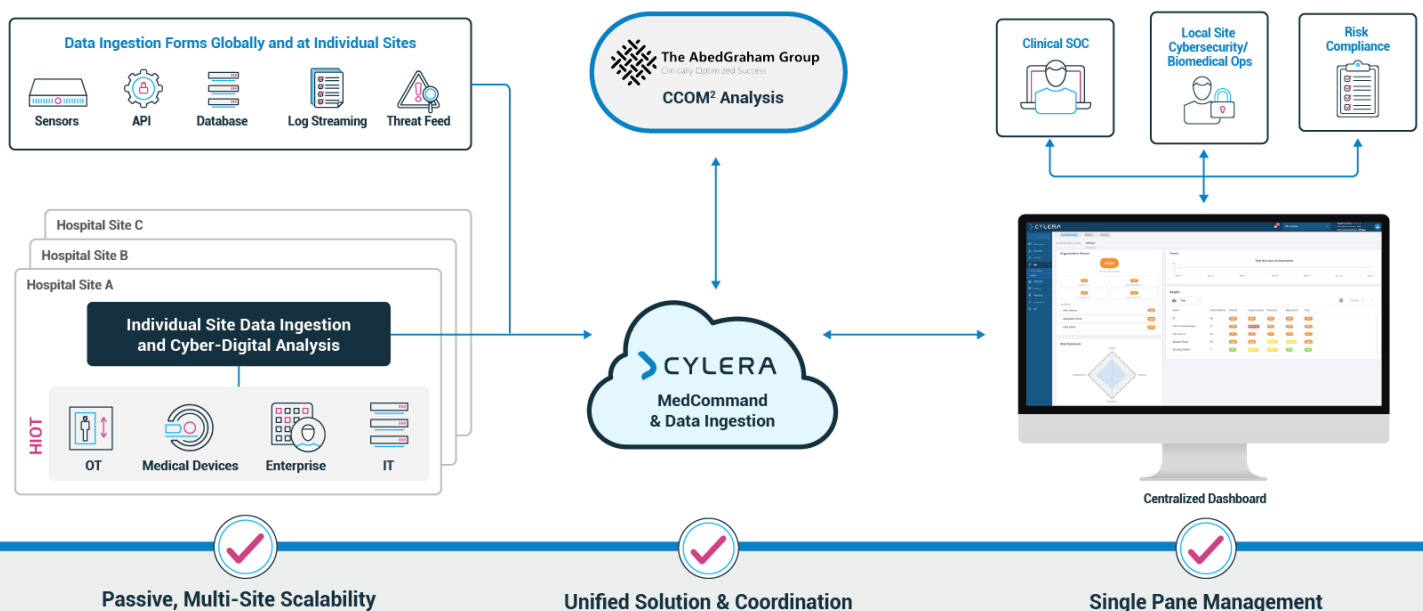 Data Ingestion Forms Globally and at Individual Sites
Sensors
API
Database
Log Streaming
Threat Feed
Hospital Site C
Hospital Site B
Hospital Site A
Individual Site Data Ingestion
and Cyber-Digital Analysis
HIOT
OT
Medical Devices
Enterprise
IT
The AbedGraham Group
Clinically Optimized Success
CCOM² Analysis
CYLERA
MedCommand
& Data Ingestion
Clinical SOC
Local Site
Cybersecurity/
Biomedical Ops
Risk
Compliance
CYLERA
Centralized Dashboard
Passive, Multi-Site Scalability
Unified Solution & Coordination
Single Pane Management